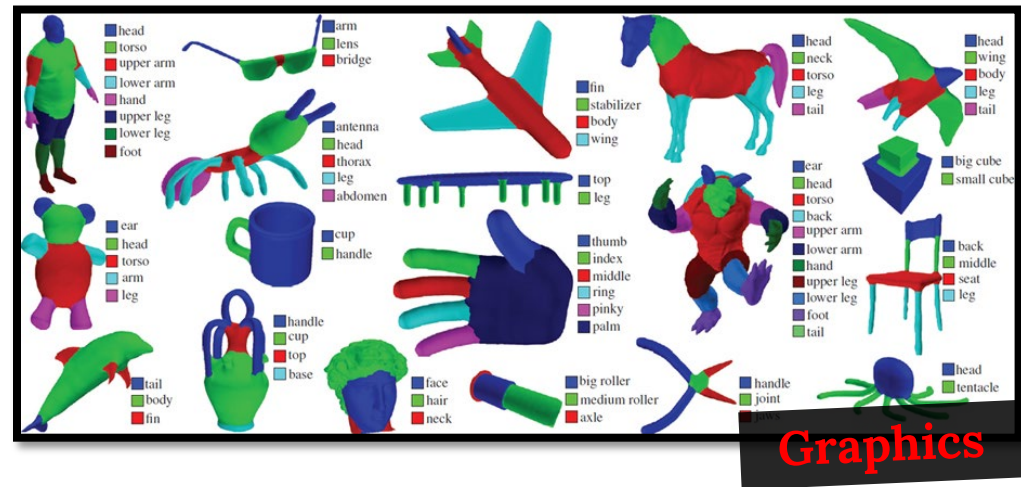 head
torso
upper arm
lower arm
hand
upper leg
lower leg
foot
arm
lens
bridge
antenna
head
thorax
leg
abdomen
fin
stabilizer
body
wing
head
neck
torso
leg
tail
head
wing
body
leg
tail
big cube
small cube
top
leg
ear
head
torso
arm
leg
cup
handle
thumb
index
middle
ring
pinky
palm
ear
head
torso
back
upper arm
lower arm
hand
upper leg
lower leg
foot
tail
back
middle
seat
leg
tail
body
fin
handle
cup
top
base
face
hair
neck
big roller
medium roller
axle
handle
joint
jaws
head
tentacle
Graphics